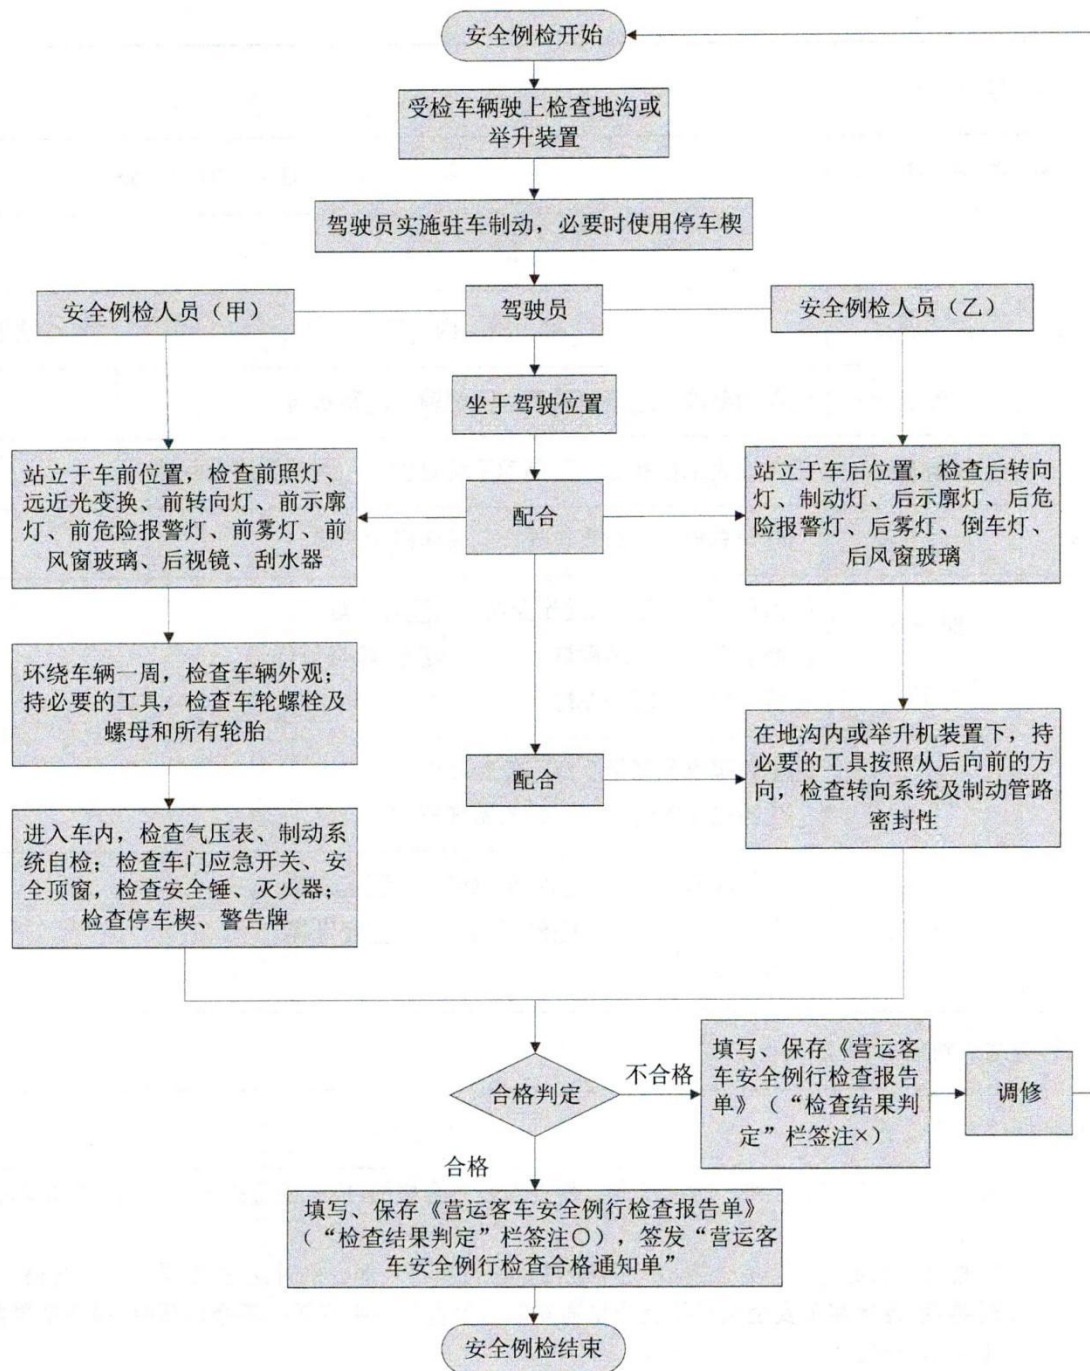 安全例检开始
受检车辆驶上检查地沟或
举升装置
驾驶员实施驻车制动，必要时使用停车楔
安全例检人员（甲）
驾驶员
安全例检人员（乙）
坐于驾驶位置
站立于车前位置，检查前照灯、
远近光变换、前转向灯、前示廓
灯、前危险报警灯、前雾灯、前
风窗玻璃、后视镜、刮水器
配合
站立于车后位置，检查后转向
灯、制动灯、后示廓灯、后危
险报警灯、后雾灯、倒车灯、
后风窗玻璃
环绕车辆一周，检查车辆外观；
持必要的工具，检查车轮螺栓及
螺母和所有轮胎
配合
在地沟内或举升机装置下，持
必要的工具按照从后向前的方
向，检查转向系统及制动管路
密封性
进入车内，检查气压表、制动系
统自检；检查车门应急开关、安
全顶窗，检查安全锤、灭火器；
检查停车楔、警告牌
合格判定
不合格
填写、保存《营运客
车安全例行检查报告
单》（“检查结果判
定”栏签注×）
调修
合格
填写、保存《营运客车安全例行检查报告单》
（“检查结果判定”栏签注〇），签发“营运客
车安全例行检查合格通知单”
安全例检结束